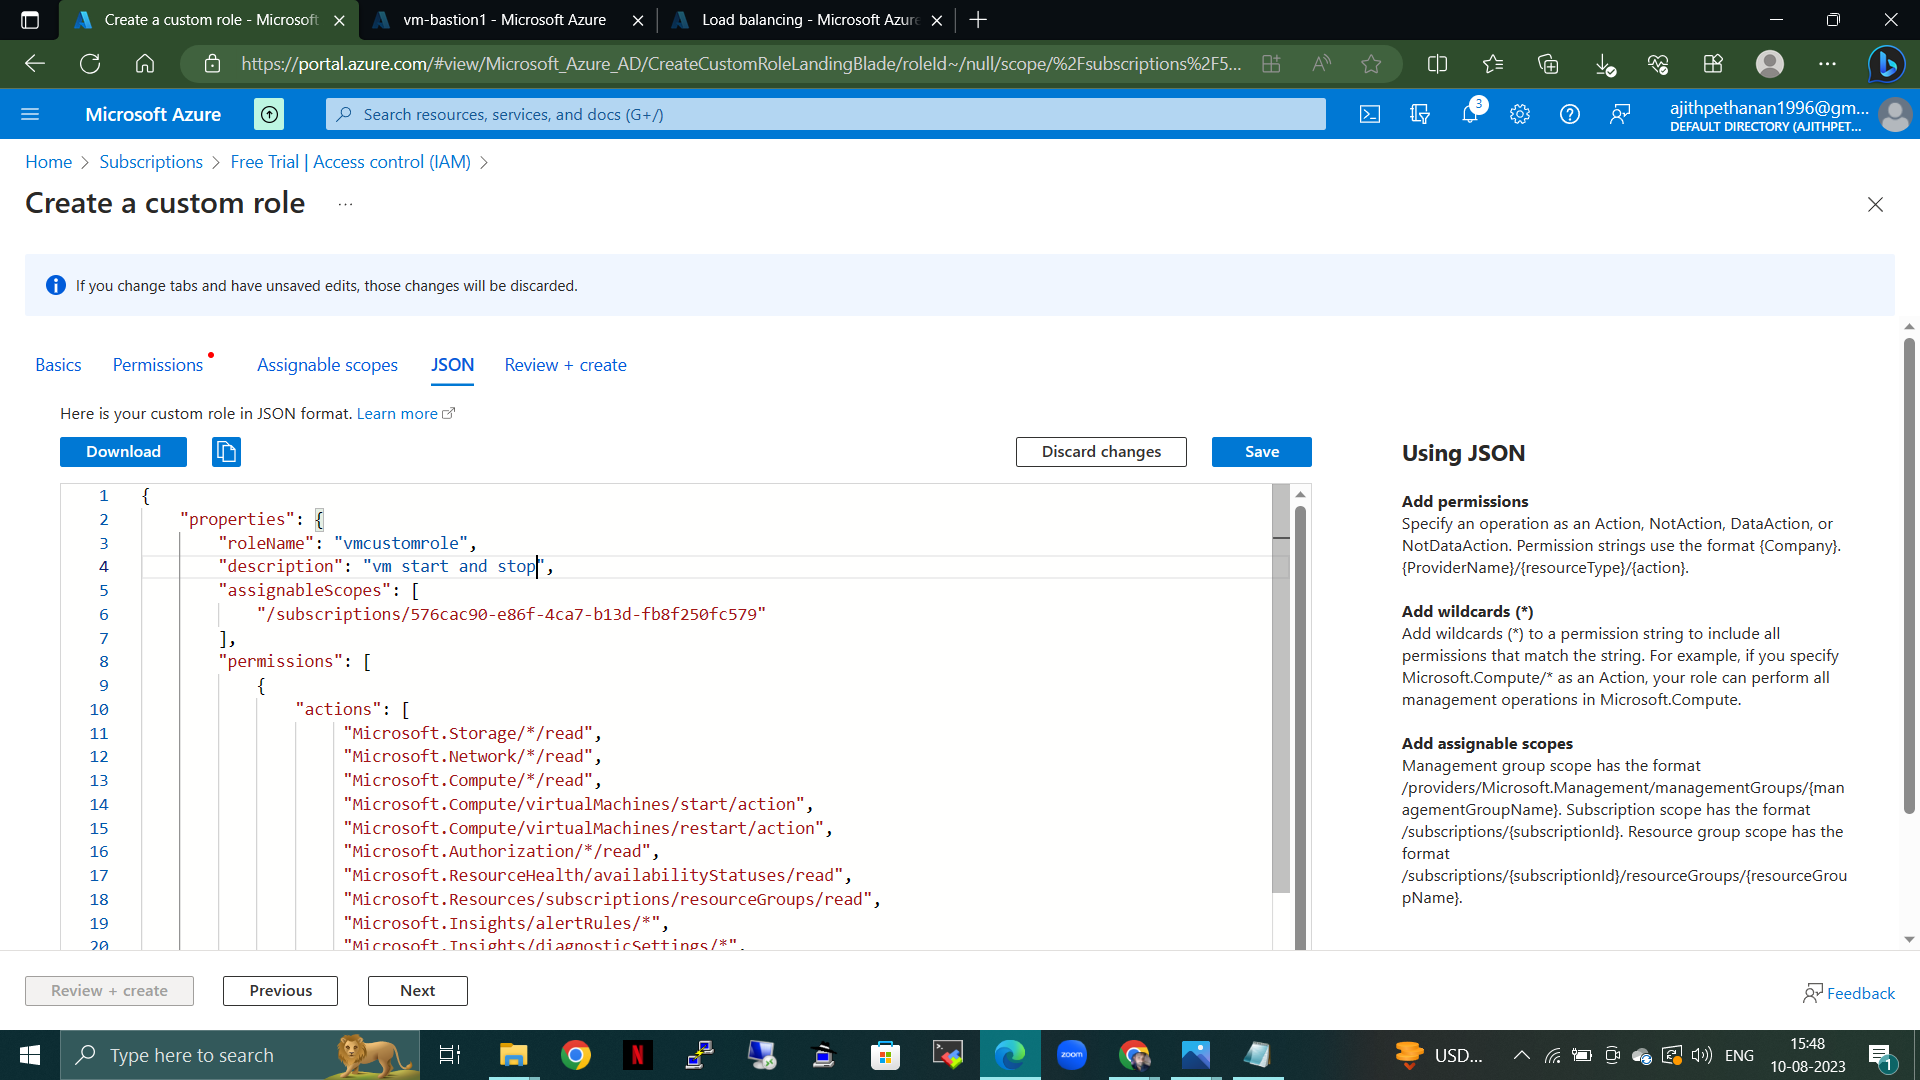 Create a custom role - Microsoft
vm-bastion1 - Microsoft Azure
Load balancing - Microsoft Azure
https://portal.azure.com/#view/Microsoft_Azure_AD/CreateCustomRoleLandingBlade/roleId~/null/scope/%2Fsubscriptions%2F5...
Microsoft Azure
Search resources, services, and docs (G+/)
3
ajithpethanan1996@gm...
DEFAULT DIRECTORY (AJITHPET...
Home > Subscriptions > Free Trial | Access control (IAM) >
Create a custom role ...
If you change tabs and have unsaved edits, those changes will be discarded.
Basics Permissions Assignable scopes JSON Review + create
Here is your custom role in JSON format. Learn more
Download Discard changes Save
1 {
2 "properties": {
3 "roleName": "vmcustomrole",
4 "description": "vm start and stop",
5 "assignableScopes": [
6 "/subscriptions/576cac90-e86f-4ca7-b13d-fb8f250fc579"
7 ],
8 "permissions": [
9 {
10 "actions": [
11 "Microsoft.Storage/*/read",
12 "Microsoft.Network/*/read",
13 "Microsoft.Compute/*/read",
14 "Microsoft.Compute/virtualMachines/start/action",
15 "Microsoft.Compute/virtualMachines/restart/action",
16 "Microsoft.Authorization/*/read",
17 "Microsoft.ResourceHealth/availabilityStatuses/read",
18 "Microsoft.Resources/subscriptions/resourceGroups/read",
19 "Microsoft.Insights/alertRules/*",
20 "Microsoft.Insights/diagnosticSettings/*",
Using JSON
Add permissions
Specify an operation as an Action, NotAction, DataAction, or
NotDataAction. Permission strings use the format {Company}.
{ProviderName}/{resourceType}/{action}.
Add wildcards (*)
Add wildcards (*) to a permission string to include all
permissions that match the string. For example, if you specify
Microsoft.Compute/* as an Action, your role can perform all
management operations in Microsoft.Compute.
Add assignable scopes
Management group scope has the format
/providers/Microsoft.Management/managementGroups/{man
agementGroupName}. Subscription scope has the format
/subscriptions/{subscriptionId}. Resource group scope has the
format
/subscriptions/{subscriptionId}/resourceGroups/{resourceGrou
pName}.
Review + create Previous Next
Feedback
Type here to search
N
zoom
USD...
ENG
15:48
10-08-2023
1